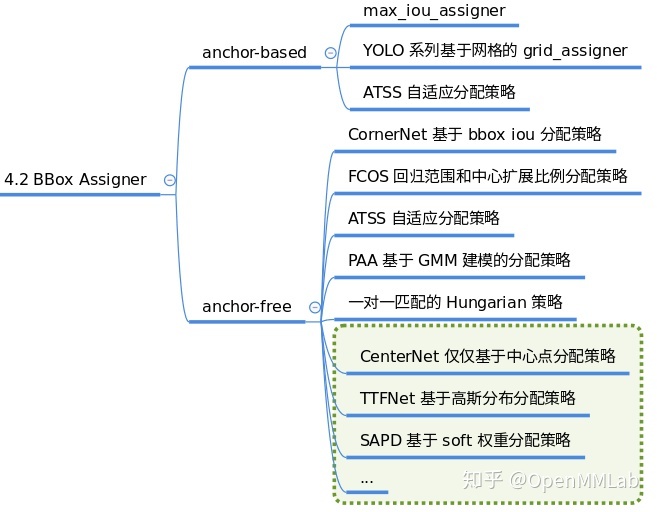 max_iou_assigner
anchor-based
YOLO 系列基于网格的 grid_assigner
ATSS 自适应分配策略
CornerNet 基于 bbox iou 分配策略
4.2 BBox Assigner
FCOS 回归范围和中心扩展比例分配策略
ATSS 自适应分配策略
PAA 基于 GMM 建模的分配策略
anchor-free
一对一匹配的 Hungarian 策略
CenterNet 仅仅基于中心点分配策略
TTFNet 基于高斯分布分配策略
SAPD 基于 soft 权重分配策略
...
知乎 @OpenMMLab